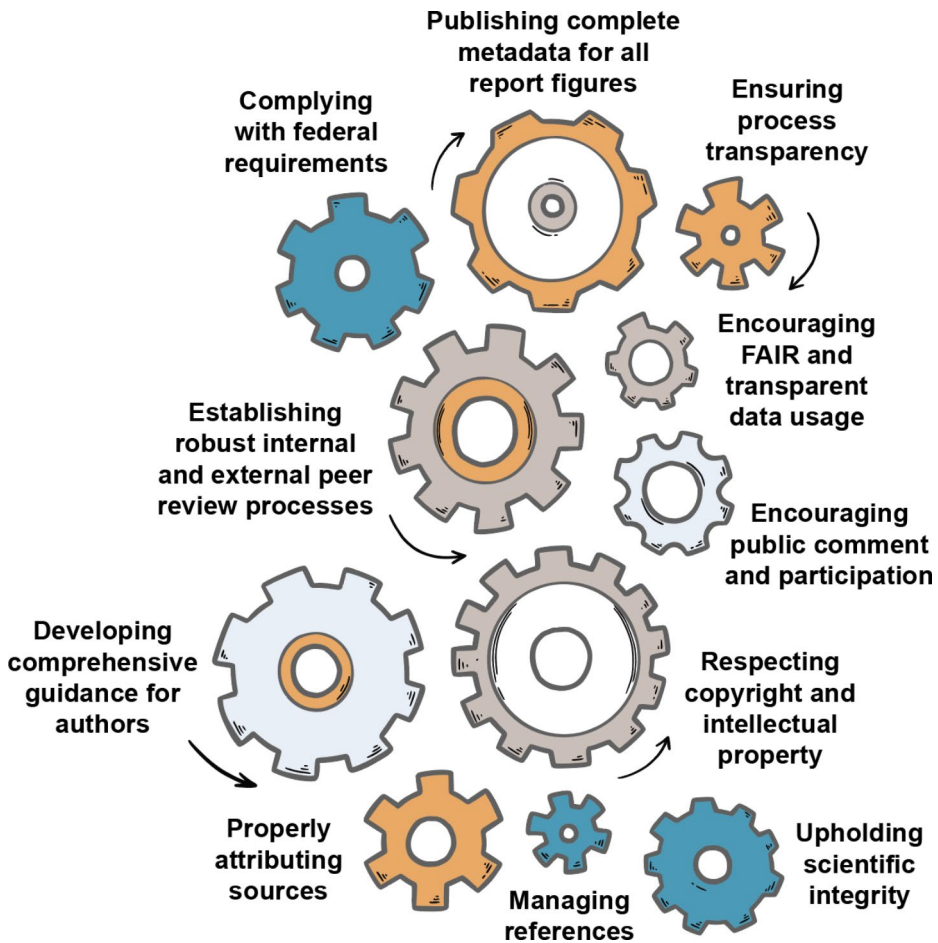 Publishing complete
metadata for all
report figures
Complying
with federal
requirements
Ensuring
process
transparency
Encouraging
FAIR and
transparent
data usage
Establishing
robust internal
and external peer
review processes
Encouraging
public comment
and participation
Developing
comprehensive
guidance for
authors
Respecting
copyright and
intellectual
property
Properly
attributing
sources
Managing
references
Upholding
scientific
integrity